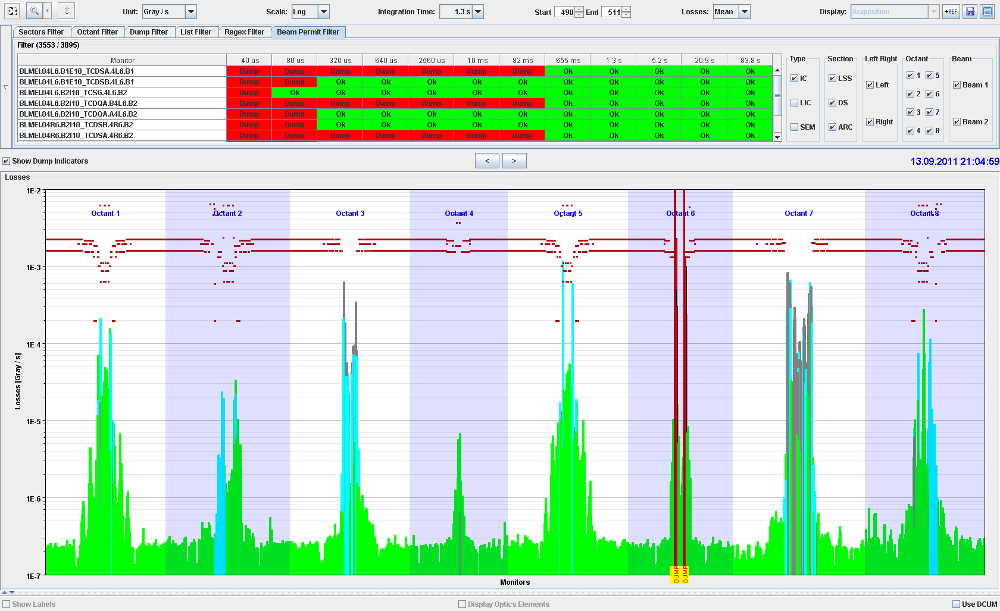 Unit: Gray / s Scale: Log Integration Time: 1.3 s Start 490 End 511 Losses: Mean Display: Acquisition →REF
Sectors Filter Octant Filter Dump Filter List Filter Regex Filter Beam Permit Filter
Filter (3553 / 3895)
Monitor 40 us 80 us 320 us 640 us 2560 us 10 ms 82 ms 655 ms 1.3 s 5.2 s 20.9 s 83.8 s
BLMEI.04L6.B1E10_TCDSA.4L6.B1 Dump Dump Dump Dump Dump Dump Dump Ok Ok Ok Ok Ok
BLMEI.04L6.B1E10_TCDSB.4L6.B1 Dump Dump Ok Ok Ok Ok Ok Ok Ok Ok Ok Ok
BLMEI.04L6.B2I10_TCSG.4L6.B2 Dump Ok Ok Ok Ok Ok Ok Ok Ok Ok Ok Ok
BLMEI.04L6.B2I10_TCDQA.B4L6.B2 Dump Dump Dump Dump Dump Dump Dump Ok Ok Ok Ok Ok
BLMEI.04L6.B2I10_TCDQA.A4L6.B2 Dump Dump Ok Ok Ok Ok Ok Ok Ok Ok Ok Ok
BLMEI.04R6.B2I10_TCDSB.4R6.B2 Dump Dump Ok Ok Ok Ok Ok Ok Ok Ok Ok Ok
BLMEI.04R6.B2I10_TCDSA.4R6.B2 Dump Dump Dump Dump Dump Dump Dump Ok Ok Ok Ok Ok
Type Section Left Right Octant Beam
IC LSS Left 1 5 Beam 1
2 6
LIC DS 3 7
SEM ARC Right 4 8 Beam 2
Show Dump Indicators < > 13.09.2011 21:04:59
Losses
1E-2
Octant 1 Octant 2 Octant 3 Octant 4 Octant 5 Octant 6 Octant 7 Octant 8
1E-3
1E-4
1E-5
1E-6
1E-7
Losses [Gray / s]
DUMP DUMP
Monitors
Show Labels Display Optics Elements Use DCUM